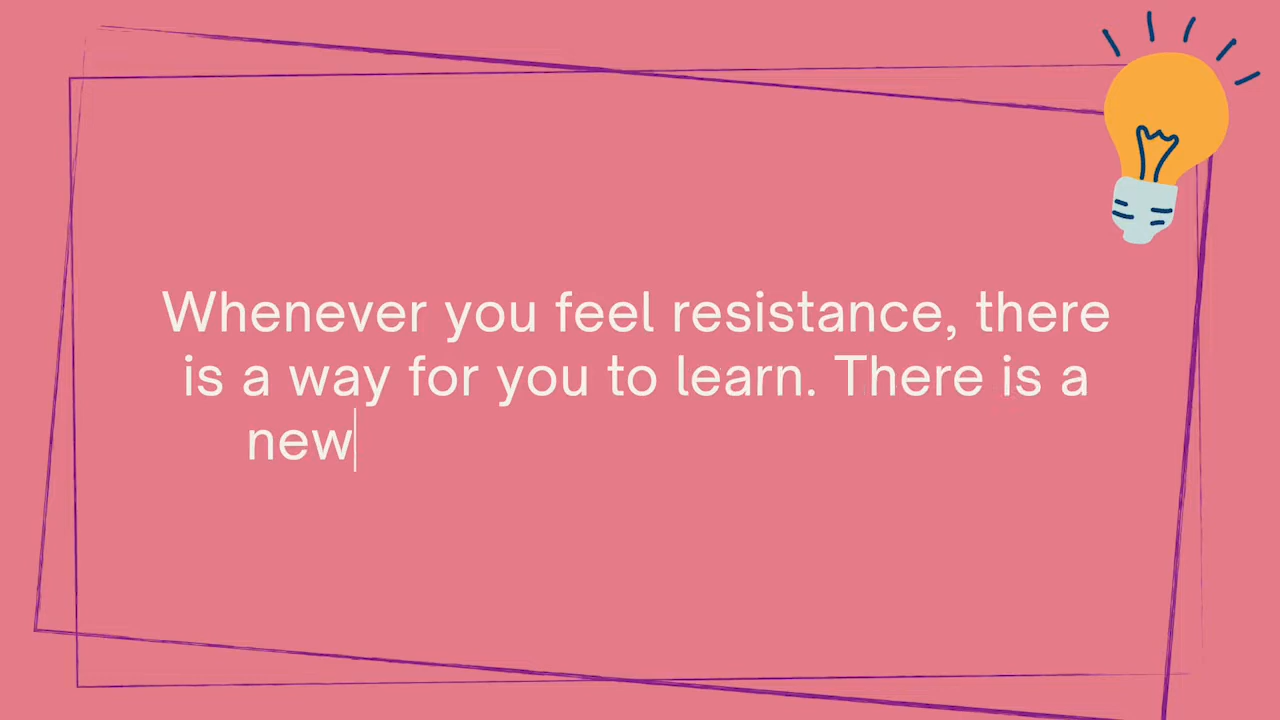 Whenever you feel resistance, there
is a way for you to learn. There is a
new